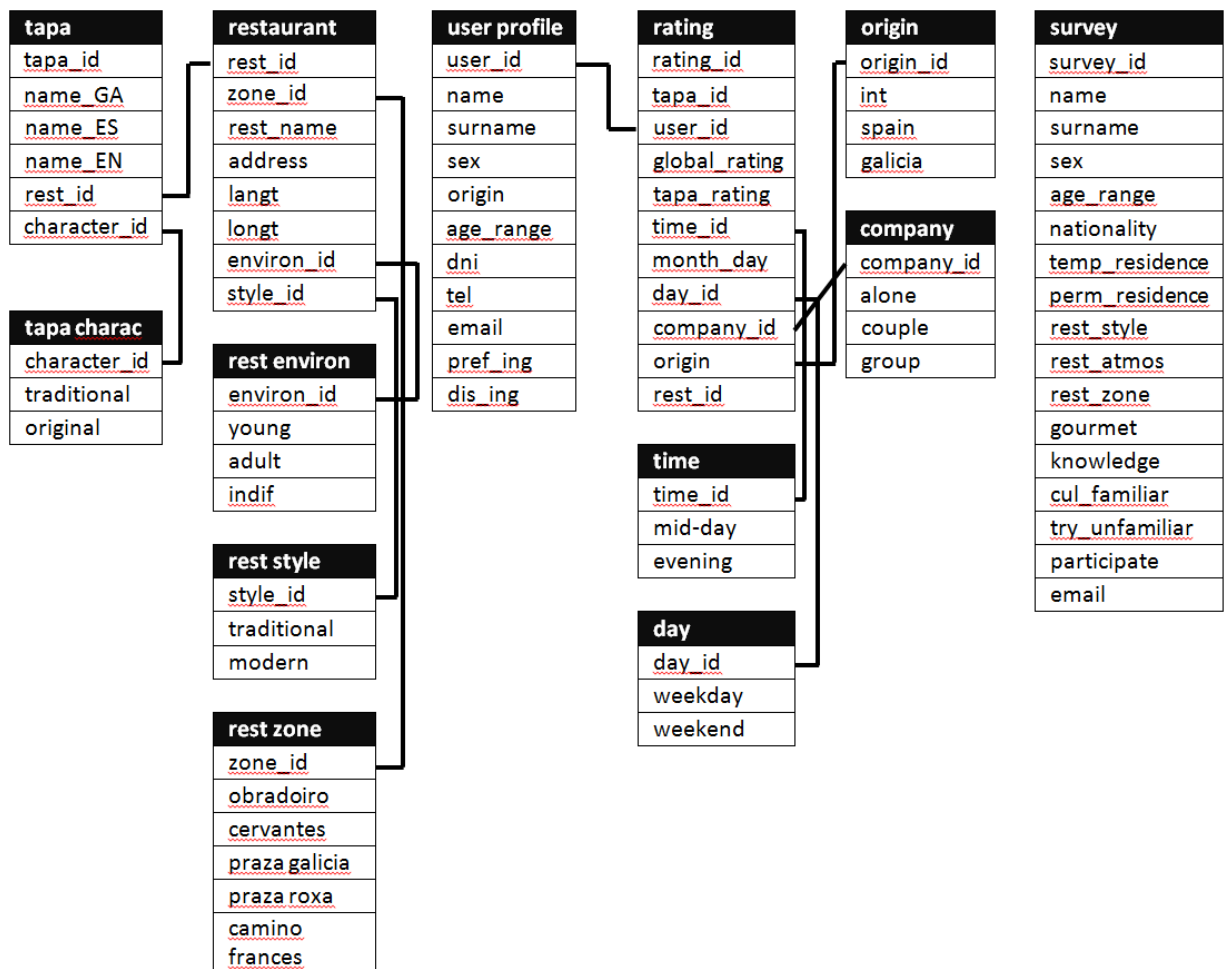 tapa
tapa_id
name_GA
name_ES
name_EN
rest_id
character_id
tapa charac
character_id
traditional
original
restaurant
rest_id
zone_id
rest_name
address
langt
longt
environ_id
style_id
rest environ
environ_id
young
adult
indif
rest style
style_id
traditional
modern
rest zone
zone_id
obradoiro
cervantes
praza galicia
praza roxa
camino
frances
user profile
user_id
name
surname
sex
origin
age_range
dni
tel
email
pref_ing
dis_ing
rating
rating_id
tapa_id
user_id
global_rating
tapa_rating
time_id
month_day
day_id
company_id
origin
rest_id
time
time_id
mid-day
evening
day
day_id
weekday
weekend
origin
origin_id
int
spain
galicia
company
company_id
alone
couple
group
survey
survey_id
name
surname
sex
age_range
nationality
temp_residence
perm_residence
rest_style
rest_atmos
rest_zone
gourmet
knowledge
cul_familiar
try_unfamiliar
participate
email